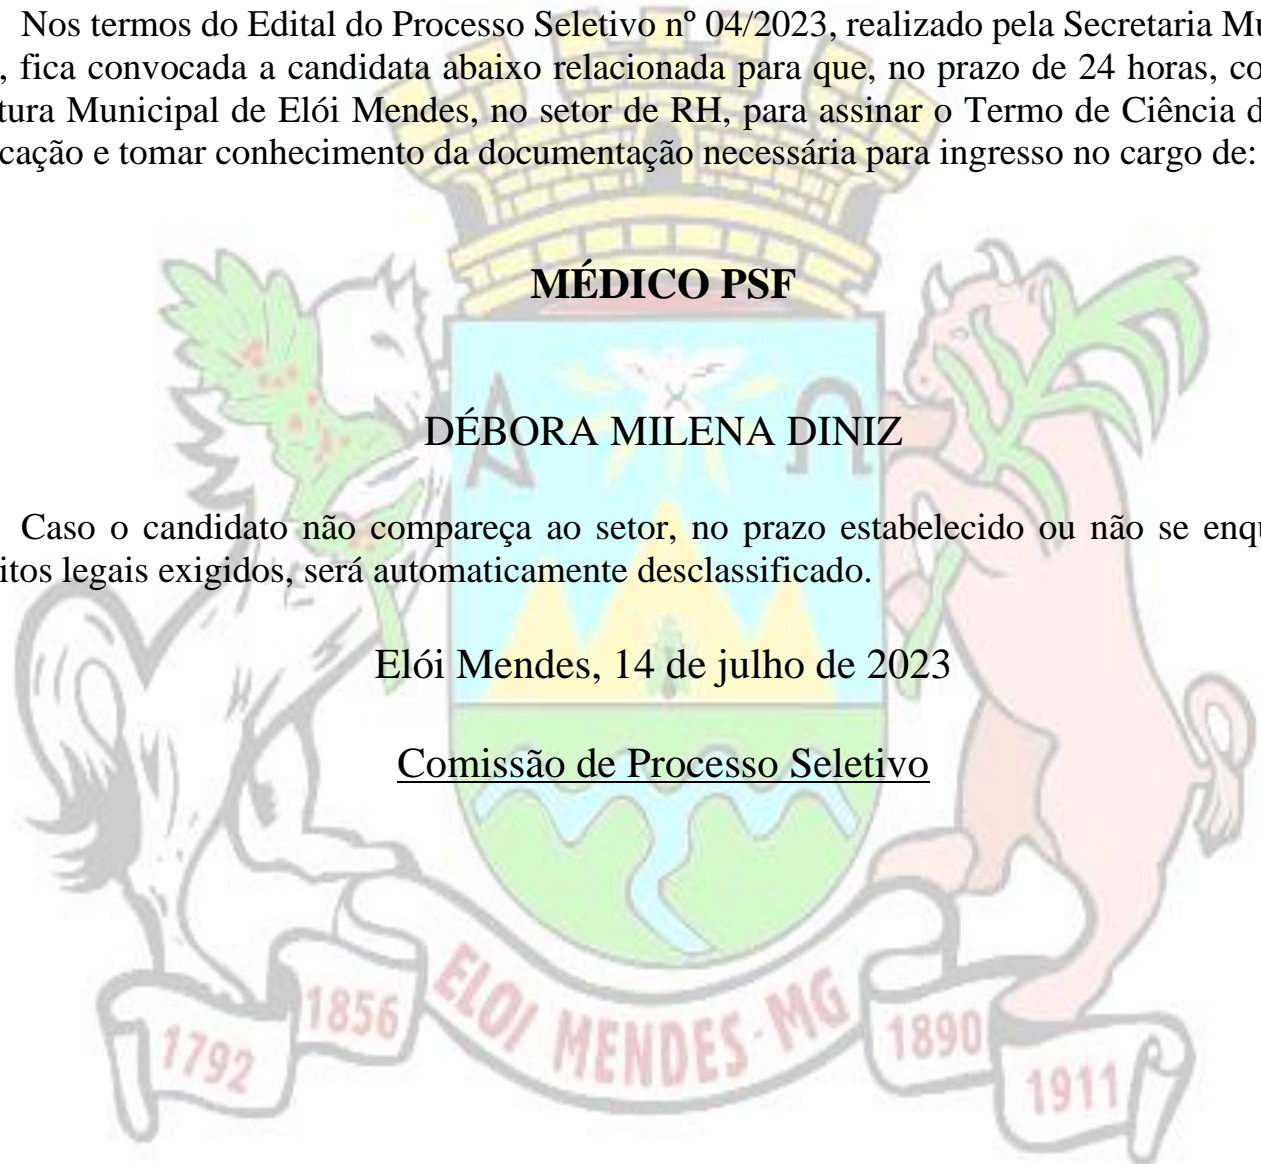 Nos termos do Edital do Processo Seletivo nº 04/2023, realizado pela Secretaria Mu
, fica convocada a candidata abaixo relacionada para que, no prazo de 24 horas, co
tura Municipal de Elói Mendes, no setor de RH, para assinar o Termo de Ciência d
cação e tomar conhecimento da documentação necessária para ingresso no cargo de:
MÉDICO PSF
Α Ω
DÉBORA MILENA DINIZ
Caso o candidato não compareça ao setor, no prazo estabelecido ou não se enqu
itos legais exigidos, será automaticamente desclassificado.
Elói Mendes, 14 de julho de 2023
Comissão de Processo Seletivo
1792
1856
ELOI MENDES-MG
1890
1911